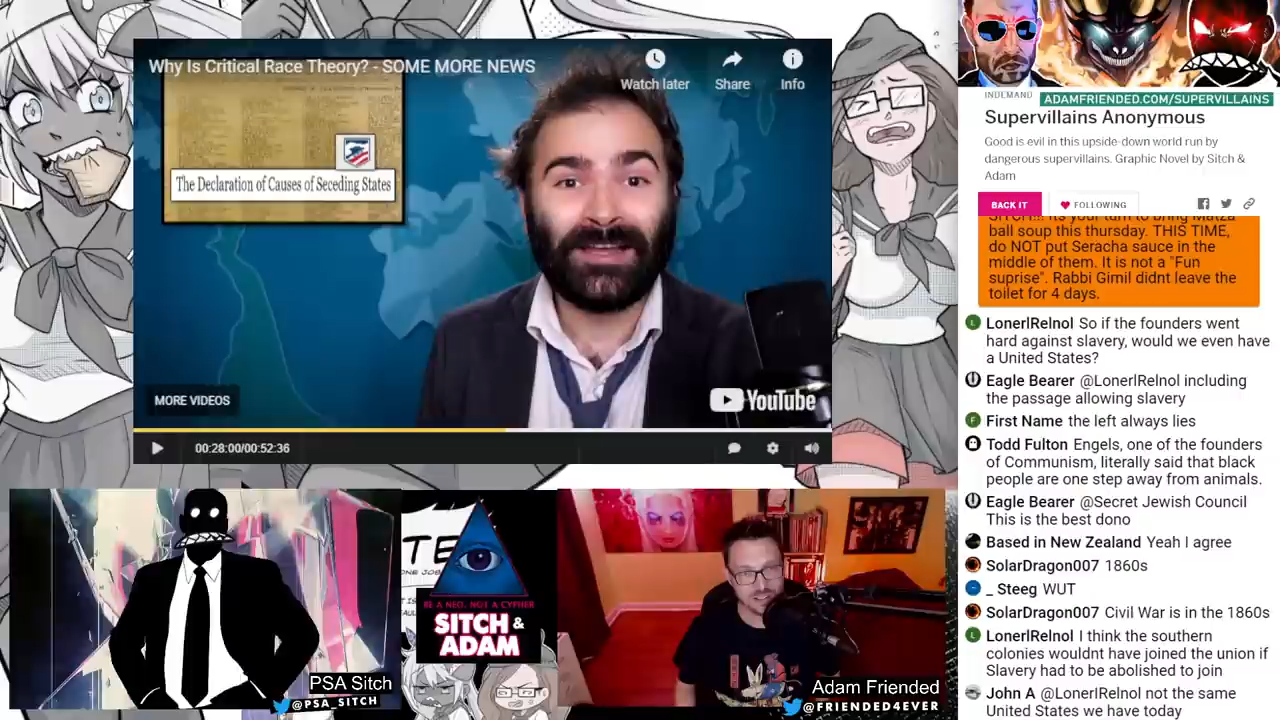 Why Is Critical Race Theory? - SOME MORE NEWS
Watch later
Share
Info
The Declaration of Causes of Seceding States
MORE VIDEOS
YouTube
00:28:00/00:52:36
INDEMAND
ADAMFRIENDED.COM/SUPERVILLAINS
Supervillains Anonymous
Good is evil in this upside-down world run by
dangerous supervillains. Graphic Novel by Sitch &
Adam
BACK IT
FOLLOWING
SITCH!!! Its your turn to bring Matza
ball soup this thursday. THIS TIME,
do NOT put Seracha sauce in the
middle of them. It is not a "Fun
suprise". Rabbi Gimil didnt leave the
toilet for 4 days.
LonerlRelnol So if the founders went
hard against slavery, would we even have
a United States?
Eagle Bearer @LonerlRelnol including
the passage allowing slavery
First Name the left always lies
Todd Fulton Engels, one of the founders
of Communism, literally said that black
people are one step away from animals.
Eagle Bearer @Secret Jewish Council
This is the best dono
Based in New Zealand Yeah I agree
SolarDragon007 1860s
_ Steeg WUT
SolarDragon007 Civil War is in the 1860s
LonerlRelnol I think the southern
colonies wouldnt have joined the union if
Slavery had to be abolished to join
John A @LonerlRelnol not the same
United States we have today
BE A NEO, NOT A CYPHER
SITCH &
ADAM
PSA Sitch
@PSA_SITCH
Adam Friended
@FRIENDED4EVER